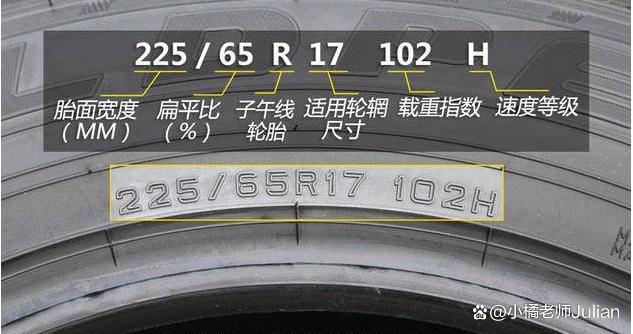 225 / 65 R 17 102 H
胎面宽度 扁平比 子午线 适用轮辋 载重指数 速度等级
（MM） （%） 轮胎 尺寸
225/65R17 102H
@小橘老师Julian